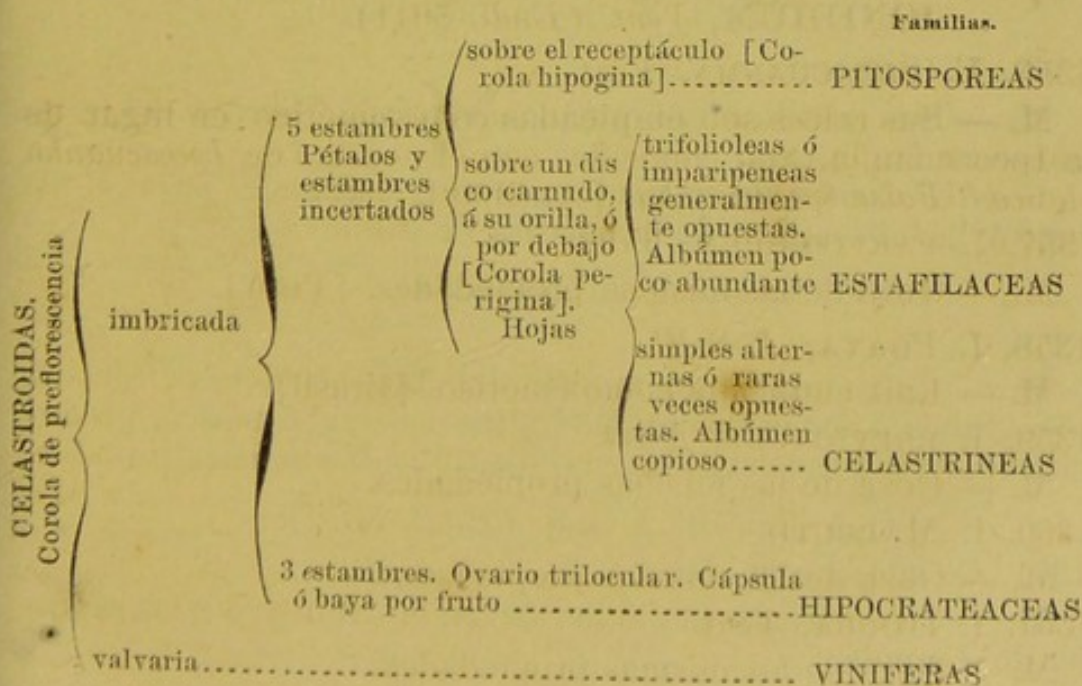 Familias.
CELASTROIDAS.
Corola de preflorescencia
imbricada
5 estambres
Pétalos y
estambres
incertados
sobre el receptáculo [Co-
rola hipogina].......... PITOSPOREAS
sobre un dis
co carnudo,
á su orilla, ó
por debajo
[Corola pe-
rigina].
Hojas
trifolioleas ó
imparipeneas
generalmen-
te opuestas.
Albúmen po-
co abundante ESTAFILACEAS
simples alter-
nas ó raras
veces opues-
tas. Albúmen
copioso...... CELASTRINEAS
3 estambres. Ovario trilocular. Cápsula
ó baya por fruto ....................HIPOCRATEACEAS
valvaria.......................................... VINIFERAS